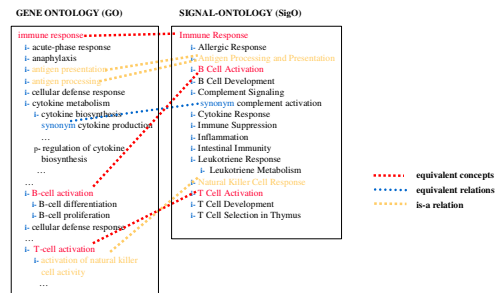 GENE ONTOLOGY (GO)
immune response
i- acute-phase response
i- anaphylaxis
i- antigen presentation
i- antigen processing
i- cellular defense response
i- cytokine metabolism
i- cytokine biosynthesis
synonym cytokine production
...
p- regulation of cytokine
biosynthesis
...
...
i- B-cell activation
i- B-cell differentiation
i- B-cell proliferation
i- cellular defense response
...
i- T-cell activation
i- activation of natural killer
cell activity
...
SIGNAL-ONTOLOGY (SigO)
Immune Response
i- Allergic Response
i- Antigen Processing and Presentation
i- B Cell Activation
i- B Cell Development
i- Complement Signaling
synonym complement activation
i- Cytokine Response
i- Immune Suppression
i- Inflammation
i- Intestinal Immunity
i- Leukotriene Response
i- Leukotriene Metabolism
i- Natural Killer Cell Response
i- T Cell Activation
i- T Cell Development
i- T Cell Selection in Thymus
equivalent concepts
equivalent relations
is-a relation